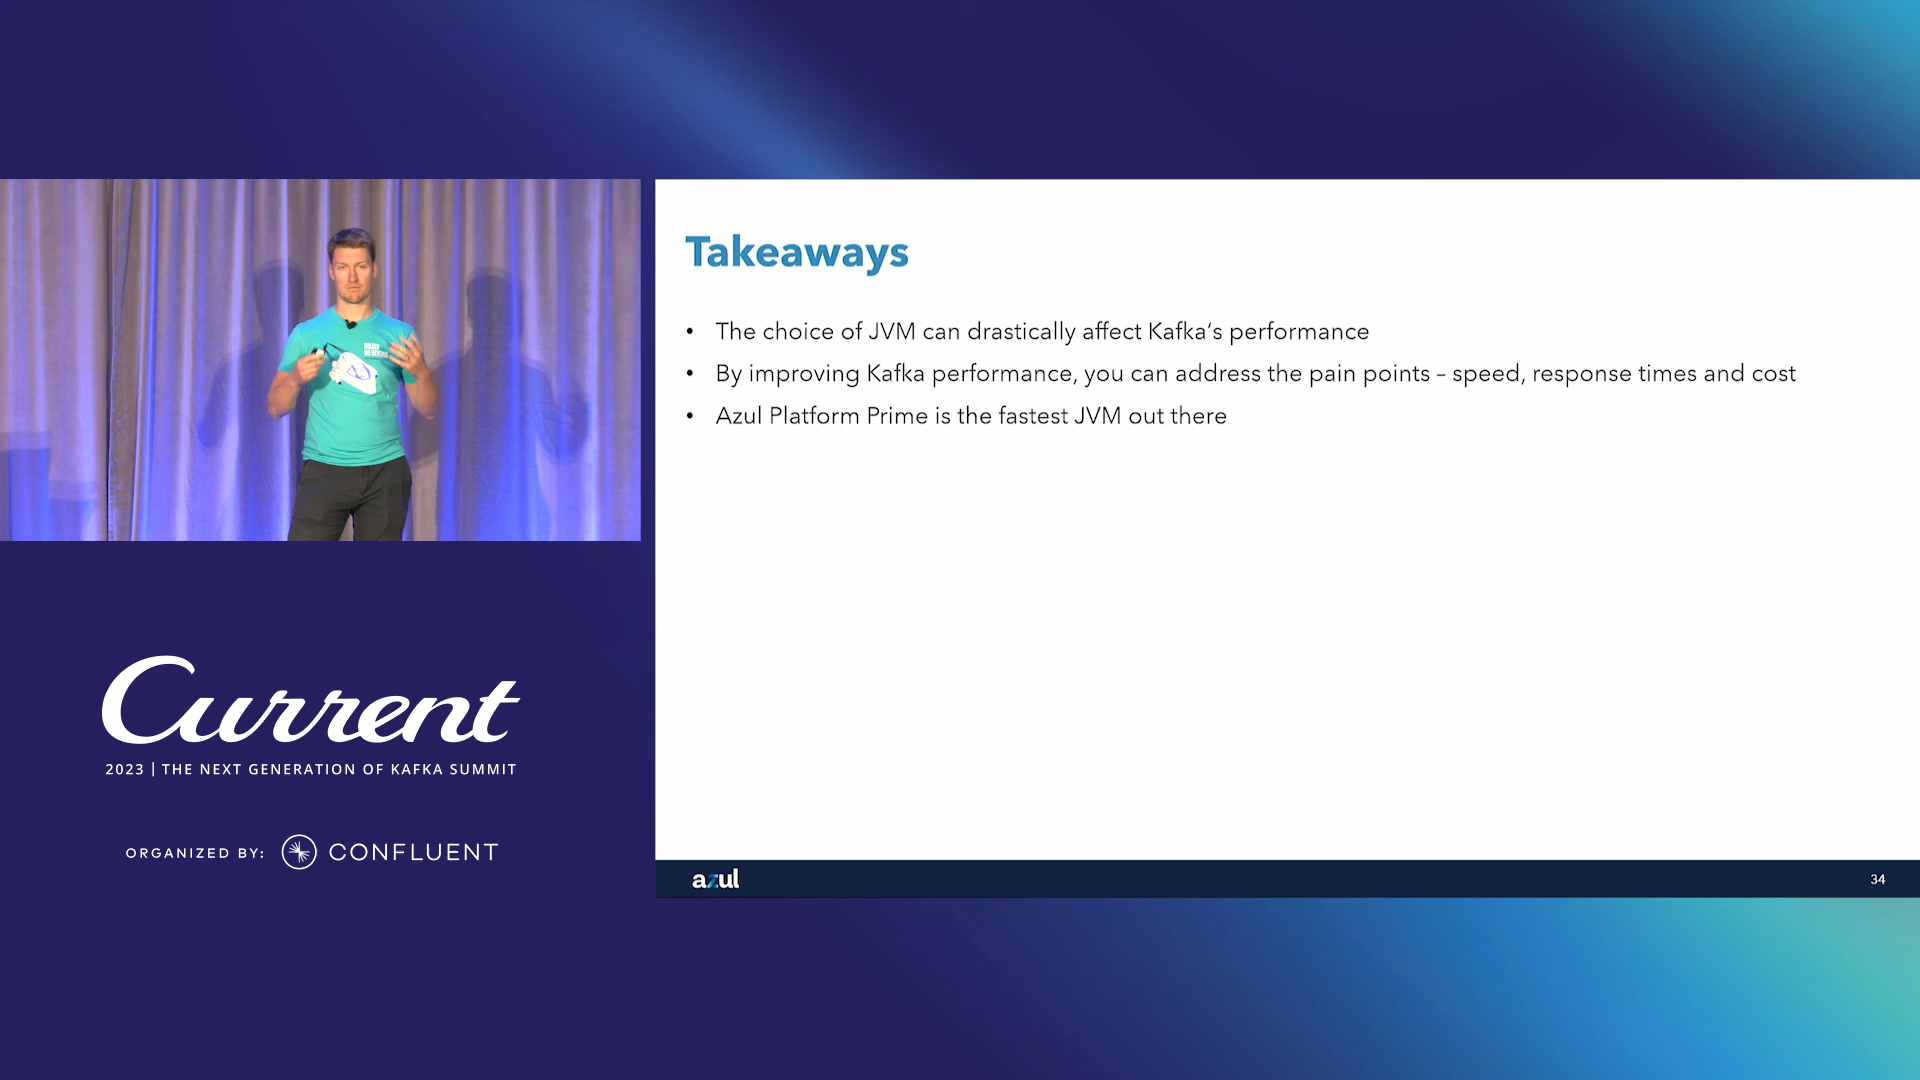 Takeaways
• The choice of JVM can drastically affect Kafka‘s performance
• By improving Kafka performance, you can address the pain points – speed, response times and cost
• Azul Platform Prime is the fastest JVM out there
Current
2023 | THE NEXT GENERATION OF KAFKA SUMMIT
ORGANIZED BY: CONFLUENT
azul
34